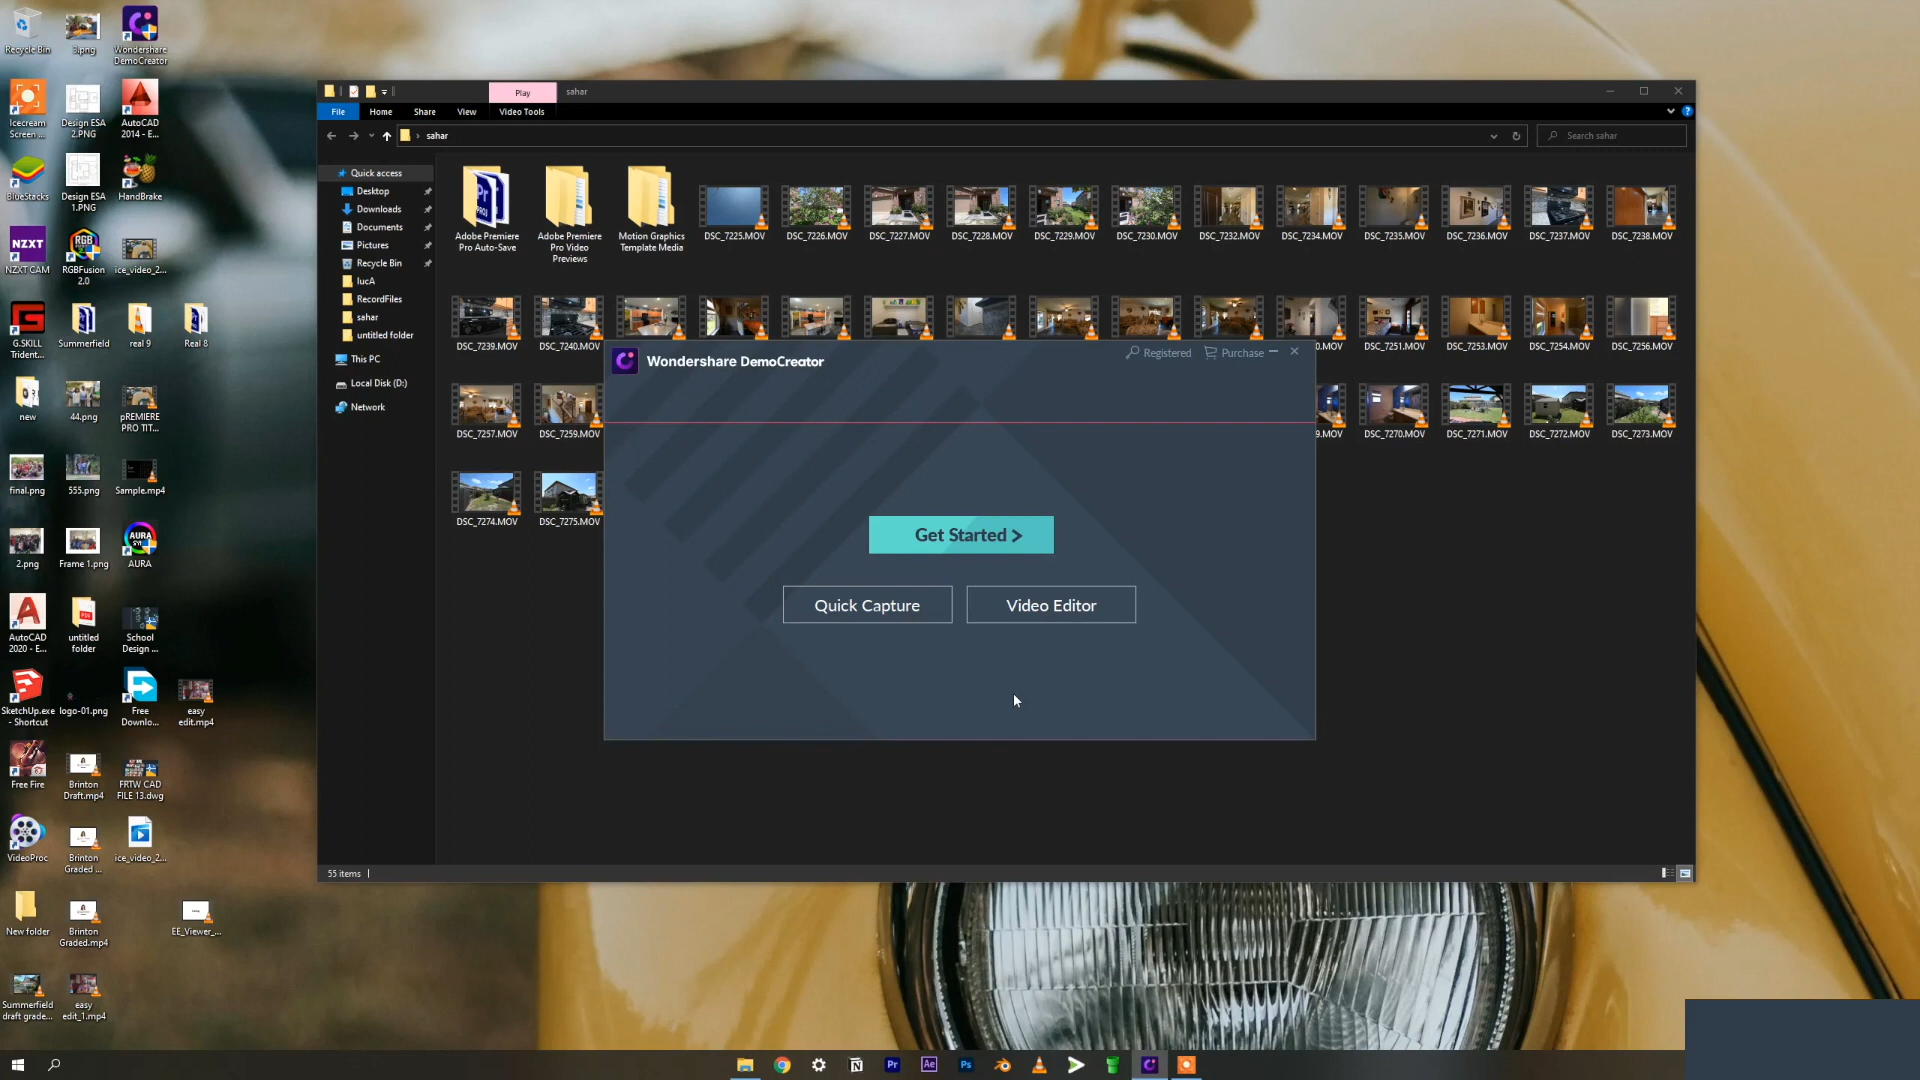 Recycle Bin
3.png
Wondershare
DemoCreator
Icecream
Screen ...
Design ESA
2.PNG
AutoCAD
2014 - E...
BlueStacks
Design ESA
1.PNG
HandBrake
NZXT
NZXT CAM
RGB
RGBFusion
2.0
ice_video_2...
G.SKILL
Trident...
Summerfield
real 9
Real 8
new
44.png
pREMIERE
PRO TIT...
final.png
555.png
Sample.mp4
2.png
Frame 1.png
AURA
AURA
AutoCAD
2020 - E...
untitled
folder
School
Design ...
SketchUp.exe
- Shortcut
logo-01.png
Free
Downlo...
easy
edit.mp4
Free Fire
Brinton
Draft.mp4
FRTW CAD
FILE 13.dwg
VideoProc
Brinton
Graded ...
ice_video_2...
New folder
Brinton
Graded.mp4
EE_Viewer_...
Summerfield
draft grade...
easy
edit_1.mp4
Play
sahar
File
Home
Share
View
Video Tools
sahar
Search sahar
Quick access
Desktop
Downloads
Documents
Pictures
Recycle Bin
lucA
RecordFiles
sahar
untitled folder
This PC
Local Disk (D:)
Network
Adobe Premiere
Pro Auto-Save
Adobe Premiere
Pro Video
Previews
Motion Graphics
Template Media
DSC_7225.MOV
DSC_7226.MOV
DSC_7227.MOV
DSC_7228.MOV
DSC_7229.MOV
DSC_7230.MOV
DSC_7232.MOV
DSC_7234.MOV
DSC_7235.MOV
DSC_7236.MOV
DSC_7237.MOV
DSC_7238.MOV
DSC_7239.MOV
DSC_7240.MOV
DSC_7251.MOV
DSC_7253.MOV
DSC_7254.MOV
DSC_7256.MOV
DSC_7257.MOV
DSC_7259.MOV
9.MOV
DSC_7270.MOV
DSC_7271.MOV
DSC_7272.MOV
DSC_7273.MOV
DSC_7274.MOV
DSC_7275.MOV
Wondershare DemoCreator
Registered
Purchase
Get Started >
Quick Capture
Video Editor
55 items
Pr
Ae
Ps